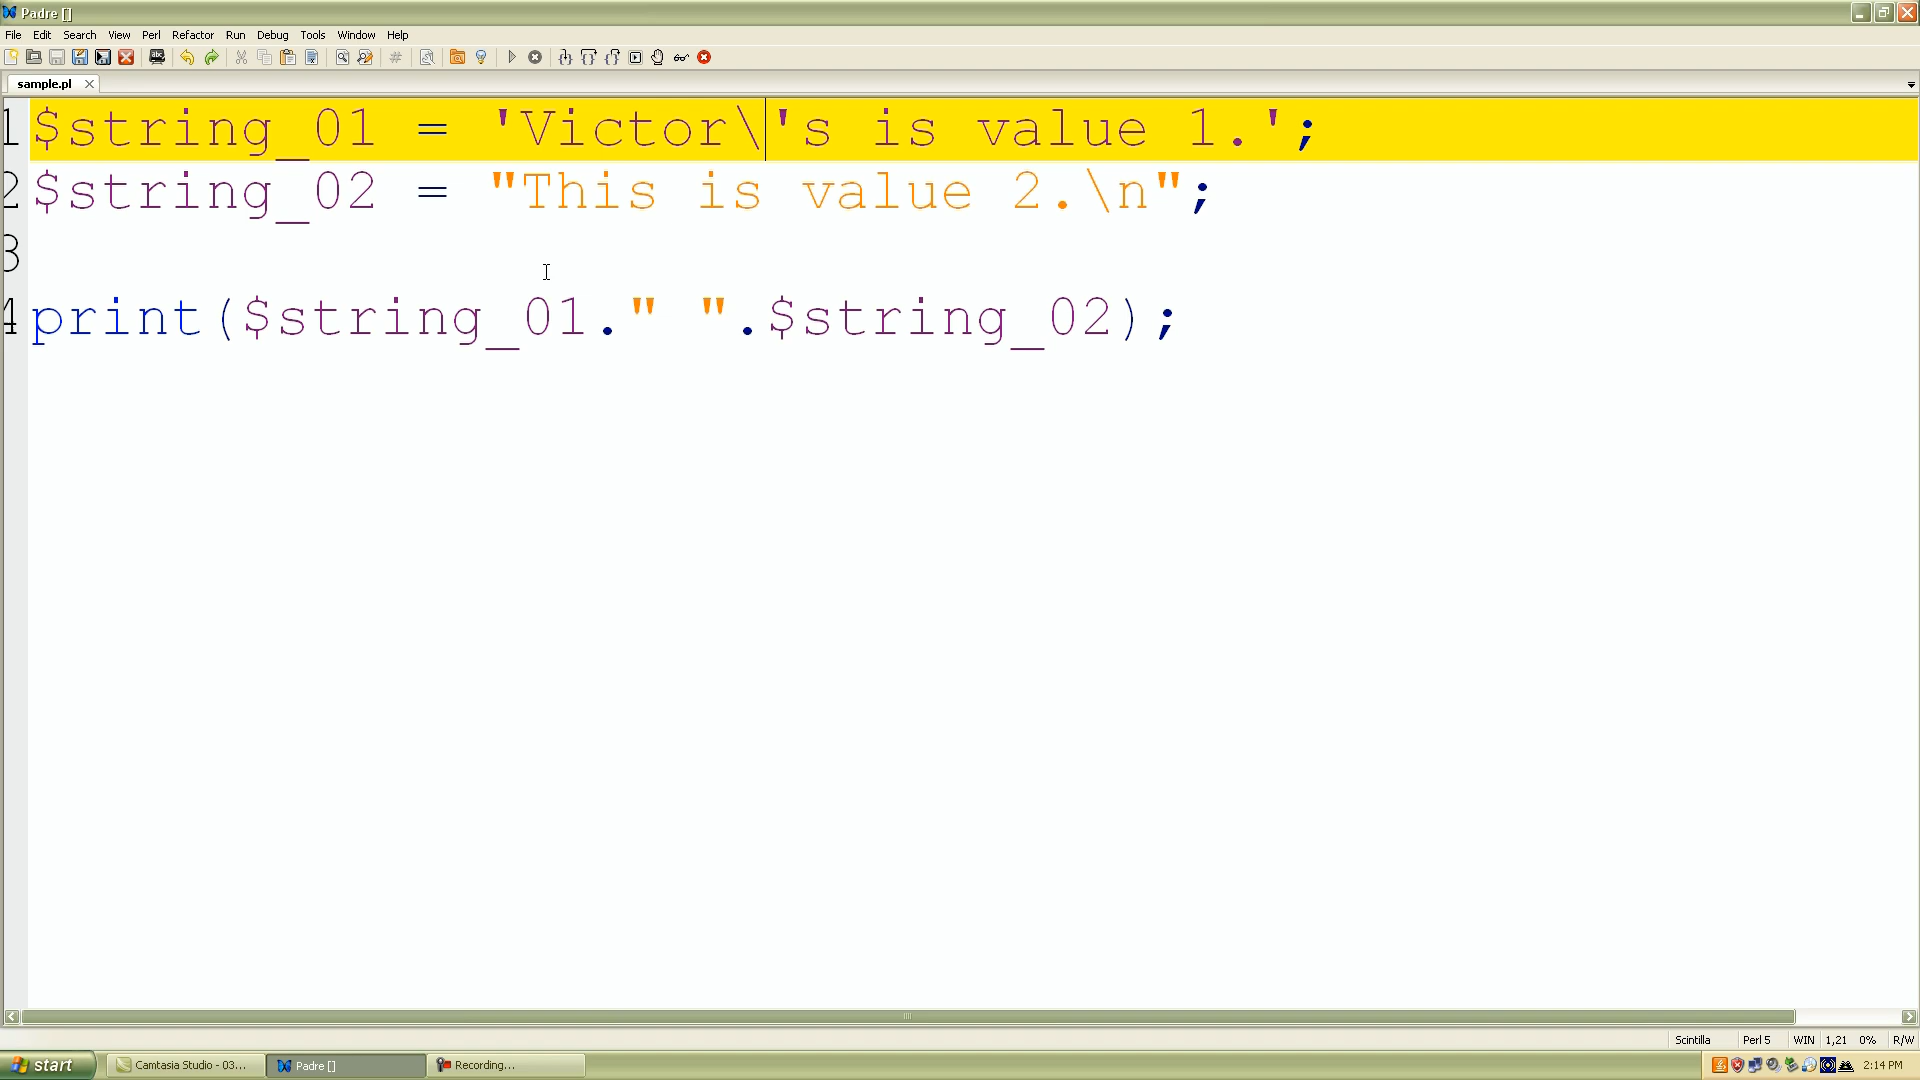 Padre []
File Edit Search View Perl Refactor Run Debug Tools Window Help
sample.pl
1 $string_01 = 'Victor\'s is value 1.';
2 $string_02 = "This is value 2.\n";
3
4 print($string_01." ".$string_02);
Scintilla Perl 5 WIN 1,21 0% R/W
start Camtasia Studio - 03... Padre [] Recording... 2:14 PM